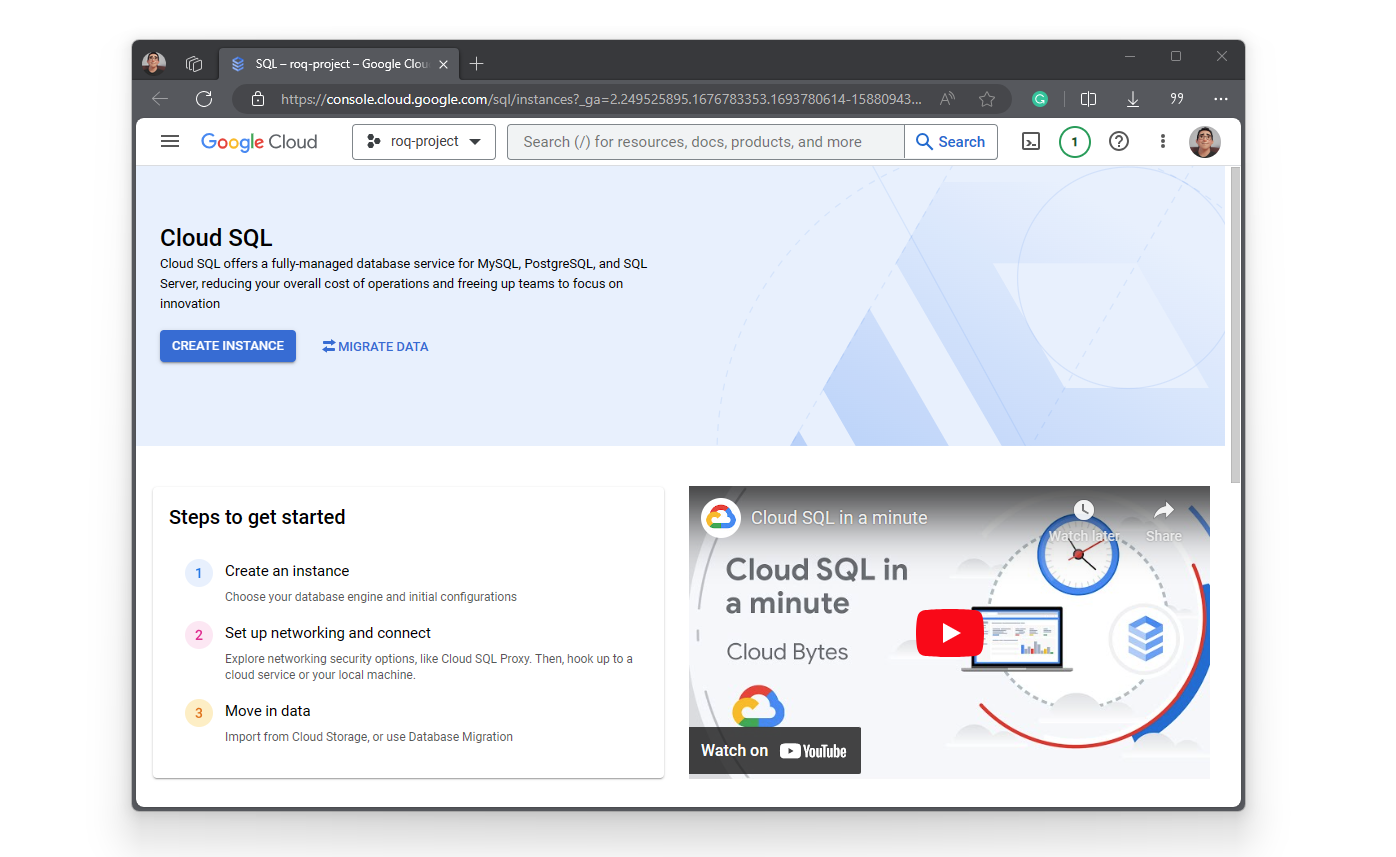 SQL – roq-project – Google Clou
https://console.cloud.google.com/sql/instances?_ga=2.249525895.1676783353.1693780614-15880943...
Google Cloud
roq-project
Search (/) for resources, docs, products, and more
Search
1
Cloud SQL
Cloud SQL offers a fully-managed database service for MySQL, PostgreSQL, and SQL
Server, reducing your overall cost of operations and freeing up teams to focus on
innovation
CREATE INSTANCE
MIGRATE DATA
Steps to get started
1
Create an instance
Choose your database engine and initial configurations
2
Set up networking and connect
Explore networking security options, like Cloud SQL Proxy. Then, hook up to a
cloud service or your local machine.
3
Move in data
Import from Cloud Storage, or use Database Migration
Cloud SQL in a minute
Watch later
Share
Cloud SQL in
a minute
Cloud Bytes
Watch on YouTube